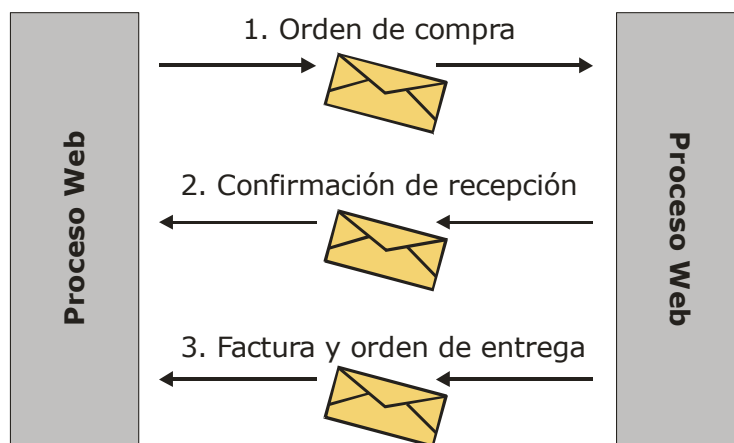 1. Orden de compra
Proceso Web
Proceso Web
2. Confirmación de recepción
3. Factura y orden de entrega